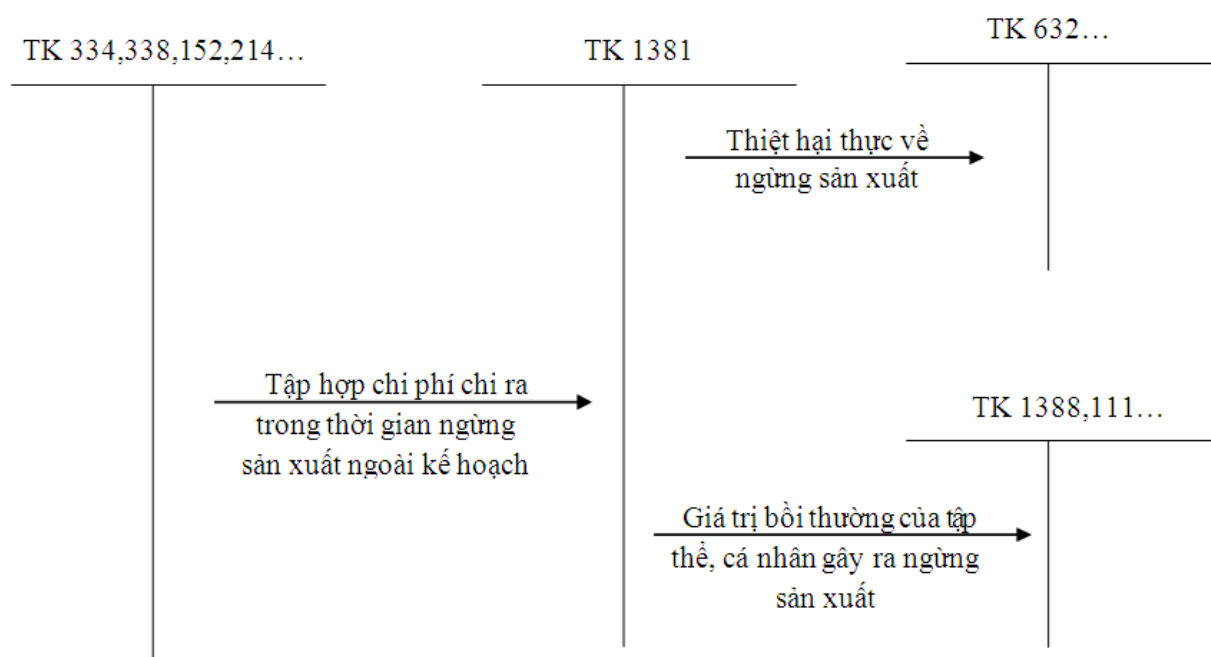 TK 334,338,152,214…
TK 1381
TK 632…
Thiệt hại thực về
ngừng sản xuất
Tập hợp chi phí chi ra
trong thời gian ngừng
sản xuất ngoài kế hoạch
TK 1388,111…
Giá trị bồi thường của tập
thể, cá nhân gây ra ngừng
sản xuất